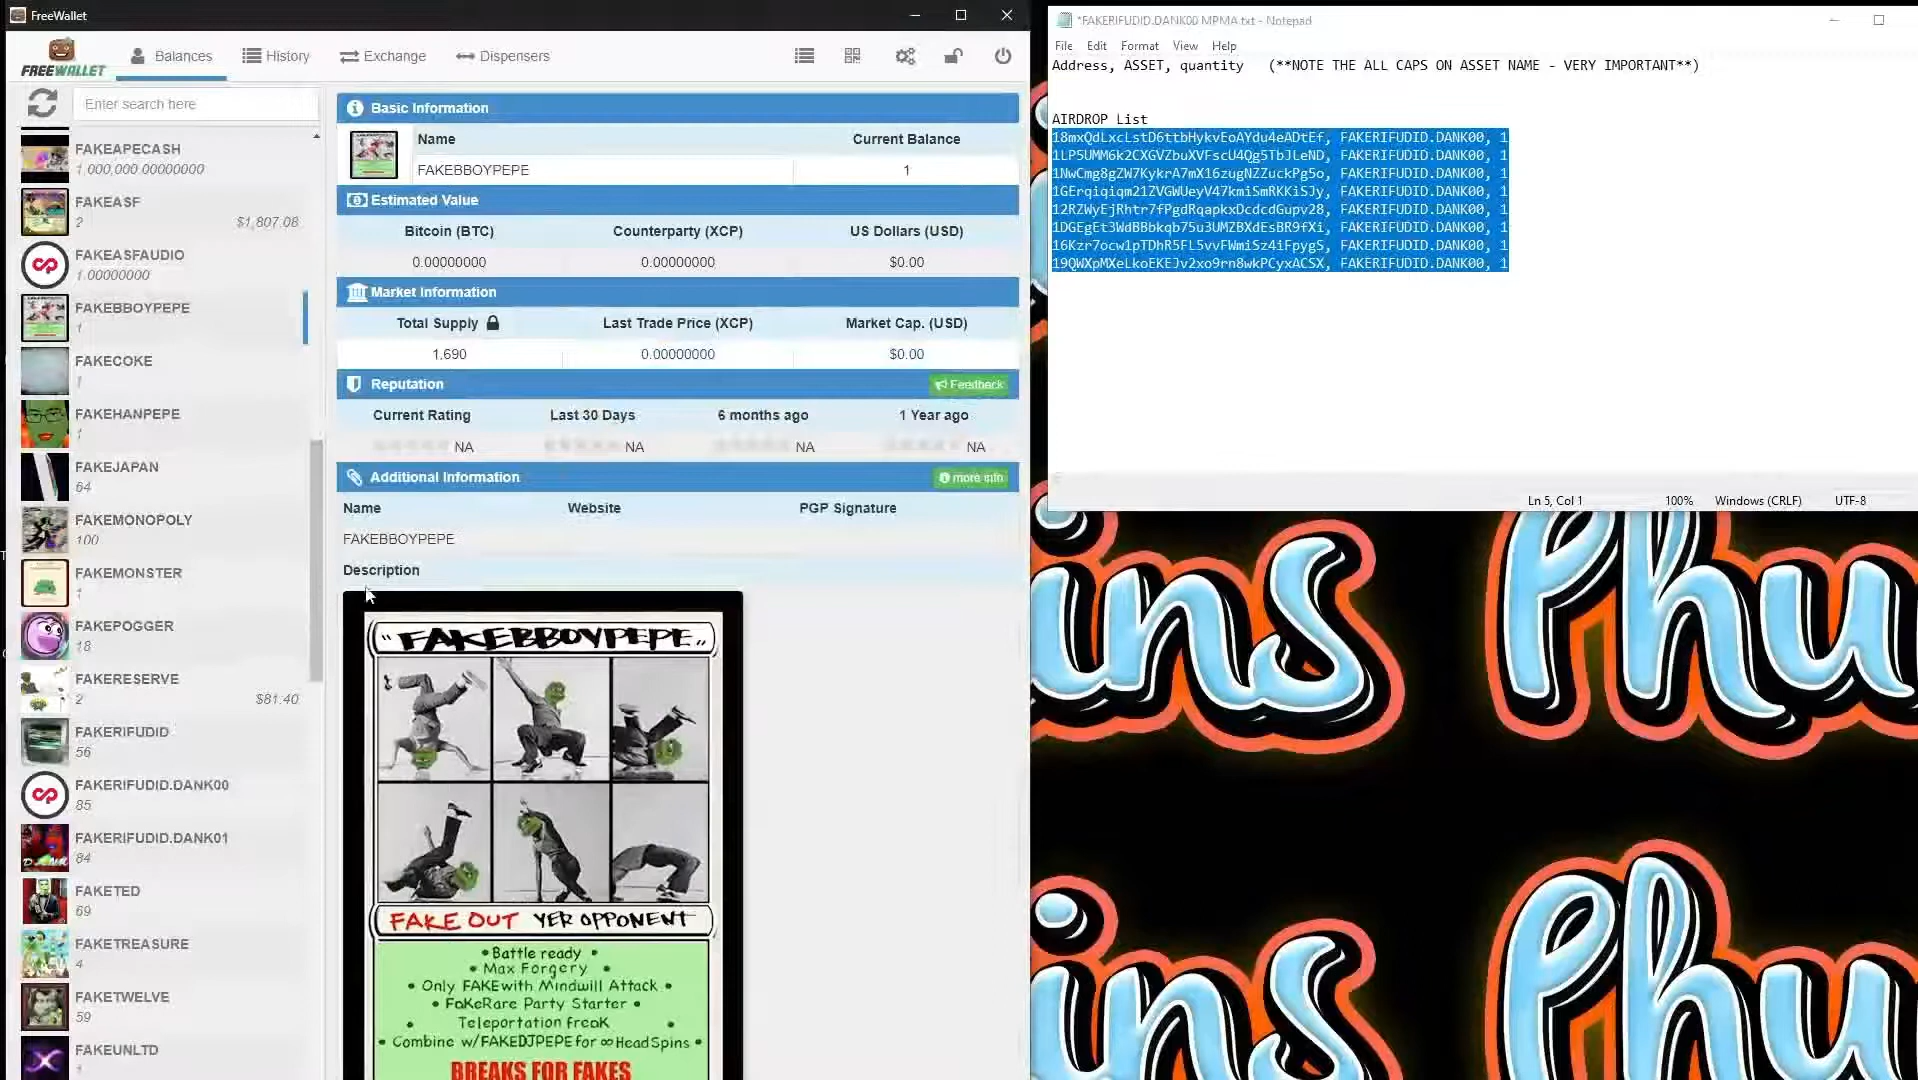 FreeWallet
FREEWALLET
Balances
History
Exchange
Dispensers
Enter search here
FAKEAPECASH
1,000,000.00000000
FAKEASF
2
$1,807.08
FAKEASFAUDIO
1.00000000
FAKEBBOYPEPE
1
FAKECOKE
1
FAKEHANPEPE
1
FAKEJAPAN
64
FAKEMONOPOLY
100
FAKEMONSTER
1
FAKEPOGGER
18
FAKERESERVE
2
$81.40
FAKERIFUDID
56
FAKERIFUDID.DANK00
85
FAKERIFUDID.DANK01
84
FAKETED
69
FAKETREASURE
4
FAKETWELVE
59
FAKEUNLTD
1
Basic Information
Name
Current Balance
FAKEBBOYPEPE
1
Estimated Value
Bitcoin (BTC)
Counterparty (XCP)
US Dollars (USD)
0.00000000
0.00000000
$0.00
Market Information
Total Supply
Last Trade Price (XCP)
Market Cap. (USD)
1,690
0.00000000
$0.00
Reputation
Feedback
Current Rating
Last 30 Days
6 months ago
1 Year ago
NA
NA
NA
NA
Additional Information
more info
Name
Website
PGP Signature
FAKEBBOYPEPE
Description
"FAKEBBOYPEPE"
FAKE OUT YER OPPONENT
• Battle ready •
• Max Forgery •
• Only FAKE with Mindwill Attack •
• FaKeRare Party Starter •
• Teleportation freaK •
• Combine w/FAKEDJPEPE for ∞ HeadSpins •
BREAKS FOR FAKES
*FAKERIFUDID.DANK00 MPMA.txt - Notepad
File Edit Format View Help
Address, ASSET, quantity (**NOTE THE ALL CAPS ON ASSET NAME - VERY IMPORTANT**)
AIRDROP List
18mxQdLxcLstD6ttbHykvEoAYdu4eADtEf, FAKERIFUDID.DANK00, 1
1LP5UMM6k2CXGVZbuXVFscU4Qg5TbJLeND, FAKERIFUDID.DANK00, 1
1NwCmg8gZW7KykrA7mX16zugNZZuckPg5o, FAKERIFUDID.DANK00, 1
1GErqiqiqm21ZVGWUeyV47kmiSmRKKiSJy, FAKERIFUDID.DANK00, 1
12RZWyEjRhtr7fPgdRqapkxDcdcdGupv28, FAKERIFUDID.DANK00, 1
1DGEgEt3WdBBbkqb75u3UMZBXdEsBR9fXi, FAKERIFUDID.DANK00, 1
16Kzr7ocw1pTDhR5FL5vvFWmiSz4iFpygS, FAKERIFUDID.DANK00, 1
19QWXpMXeLkoEKEJv2xo9rn8wkPCyxACSX, FAKERIFUDID.DANK00, 1
Ln 5, Col 1
100%
Windows (CRLF)
UTF-8
ins Phu
ins Phu